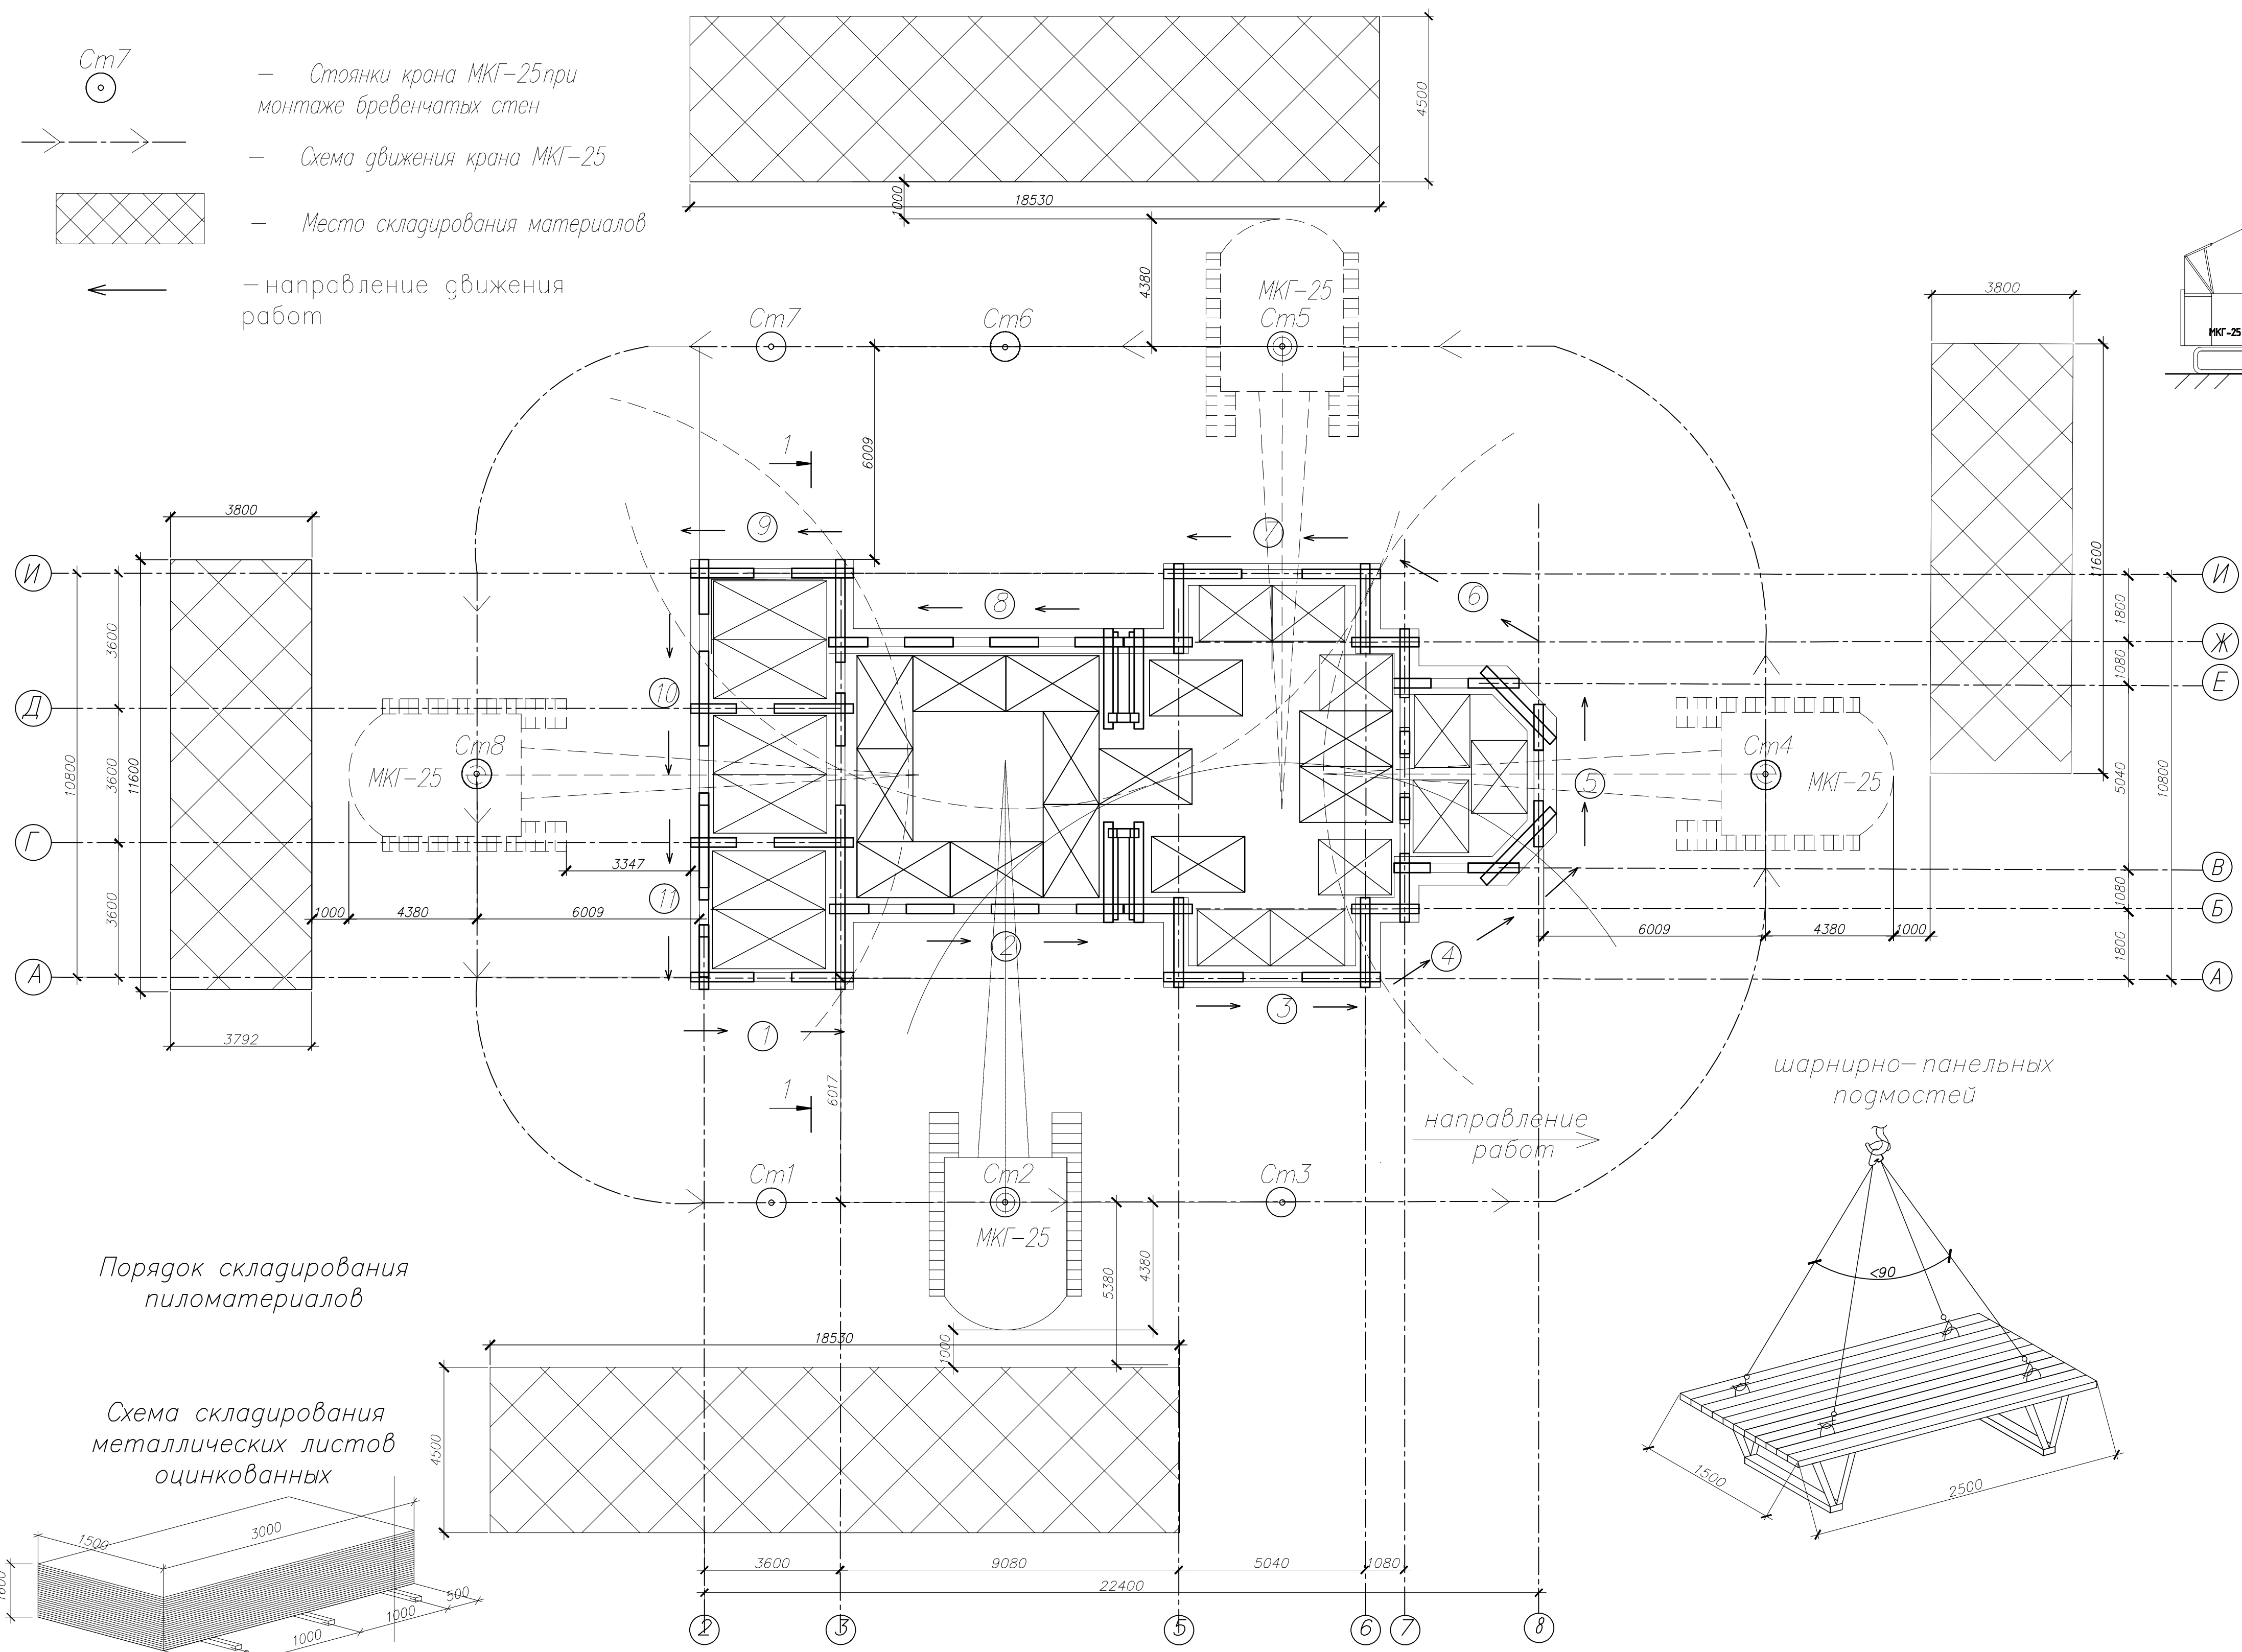 Ст7
— Стоянки крана МКГ-25при
монтаже бревенчатых стен
— Схема движения крана МКГ-25
— Место складирования материалов
—направление движения
работ
4500
1000
18530
4380
МКГ-25
Ст7
Ст6
Ст5
3800
МКГ-25
6009
1
11600
3800
9
7
И
И
8
6
1800
3600
Ж
1080
Е
10
Д
Ст8
Ст4
МКГ-25
МКГ-25
5
10800
3600
11600
5040
10800
Г
3347
В
11
3600
1000
4380
6009
1080
Б
6009
4380
1000
2
4
1800
А
А
3
1
3792
6017
1
шарнирно-панельных
подмостей
направление
работ
Ст1
Ст2
Ст3
МКГ-25
5380
4380
<90
Порядок складирования
пиломатериалов
18530
1000
Схема складирования
металлических листов
оцинкованных
4500
1500
2500
1500
3000
500
1000
1000
3600
9080
5040
1080
22400
2
3
5
6
7
8